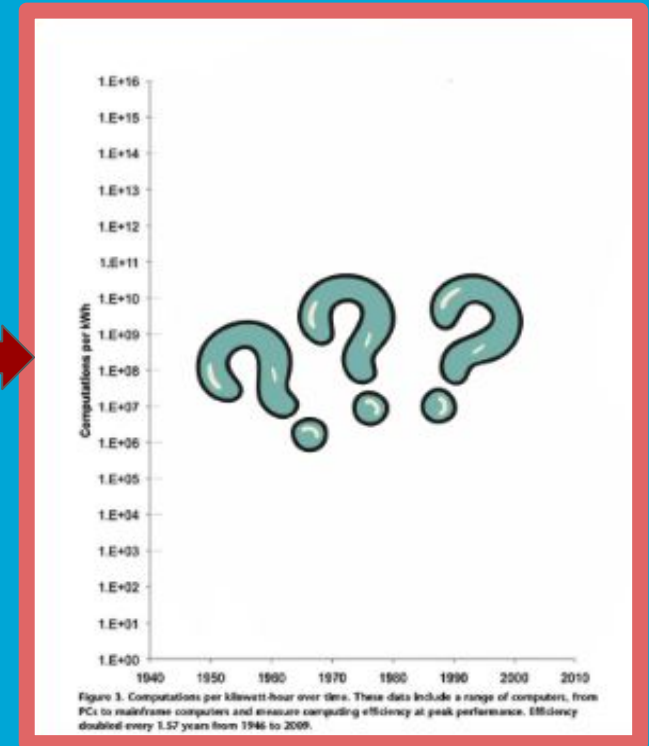 1.E+16
1.E+15
1.E+14
1.E+13
1.E+12
1.E+11
1.E+10
1.E+09
1.E+08
1.E+07
1.E+06
1.E+05
1.E+04
1.E+03
1.E+02
1.E+01
1.E+00
Computations per kWh
1940 1950 1960 1970 1980 1990 2000 2010
Figure 3. Computations per kilowatt-hour over time. These data include a range of computers, from
PCs to mainframe computers and measure computing efficiency at peak performance. Efficiency
doubled every 1.57 years from 1946 to 2009.